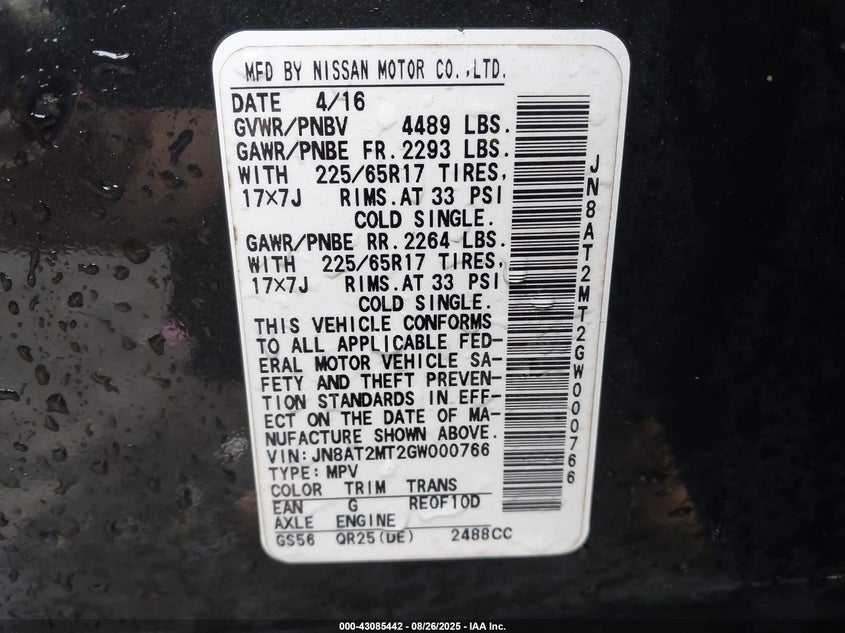 MFD BY NISSAN MOTOR CO.,LTD.
DATE 4/16
GVWR/PNBV 4489 LBS.
GAWR/PNBE FR. 2293 LBS.
WITH 225/65R17 TIRES,
17×7J RIMS. AT 33 PSI
COLD SINGLE.
GAWR/PNBE RR. 2264 LBS.
WITH 225/65R17 TIRES,
17×7J RIMS. AT 33 PSI
COLD SINGLE.
THIS VEHICLE CONFORMS
TO ALL APPLICABLE FED-
ERAL MOTOR VEHICLE SA-
FETY AND THEFT PREVEN-
TION STANDARDS IN EFF-
ECT ON THE DATE OF MA-
NUFACTURE SHOWN ABOVE.
VIN: JN8AT2MT2GW000766
TYPE: MPV
COLOR TRIM TRANS
EAN G RE0F10D
AXLE ENGINE
GS56 QR25(DE) 2488CC
JN8AT2MT2GW000766
000-43085442 - 08/26/2025 - IAA Inc.